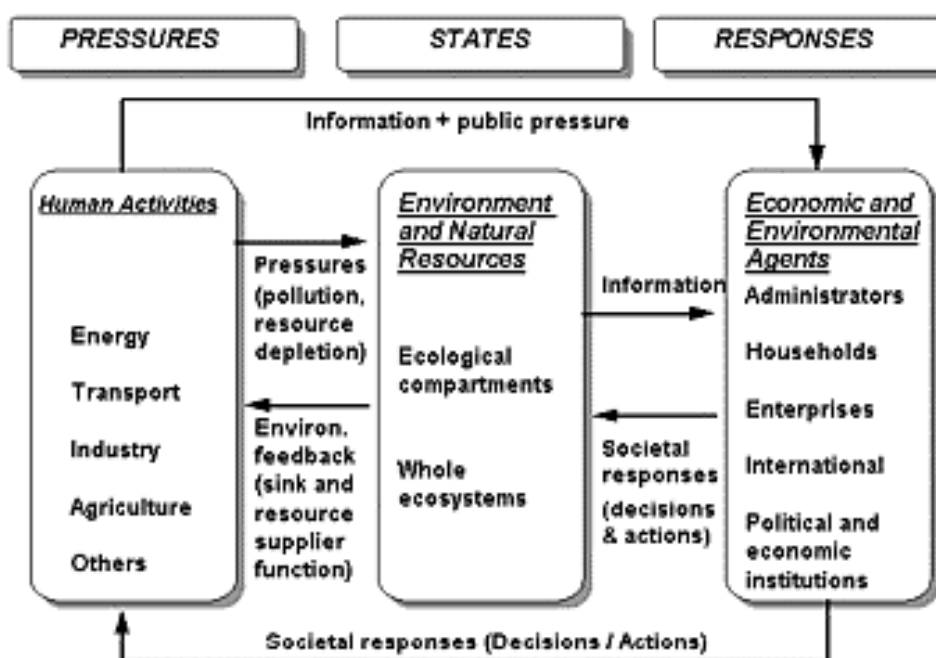 PRESSURES
STATES
RESPONSES
Information + public pressure
Human Activities
Energy
Transport
Industry
Agriculture
Others
Pressures
(pollution,
resource
depletion)
Environ.
feedback
(sink and
resource
supplier
function)
Environment
and Natural
Resources
Ecological
compartments
Whole
ecosystems
Information
Societal
responses
(decisions
& actions)
Economic and
Environmental
Agents
Administrators
Households
Enterprises
International
Political and
economic
institutions
Societal responses (Decisions / Actions)